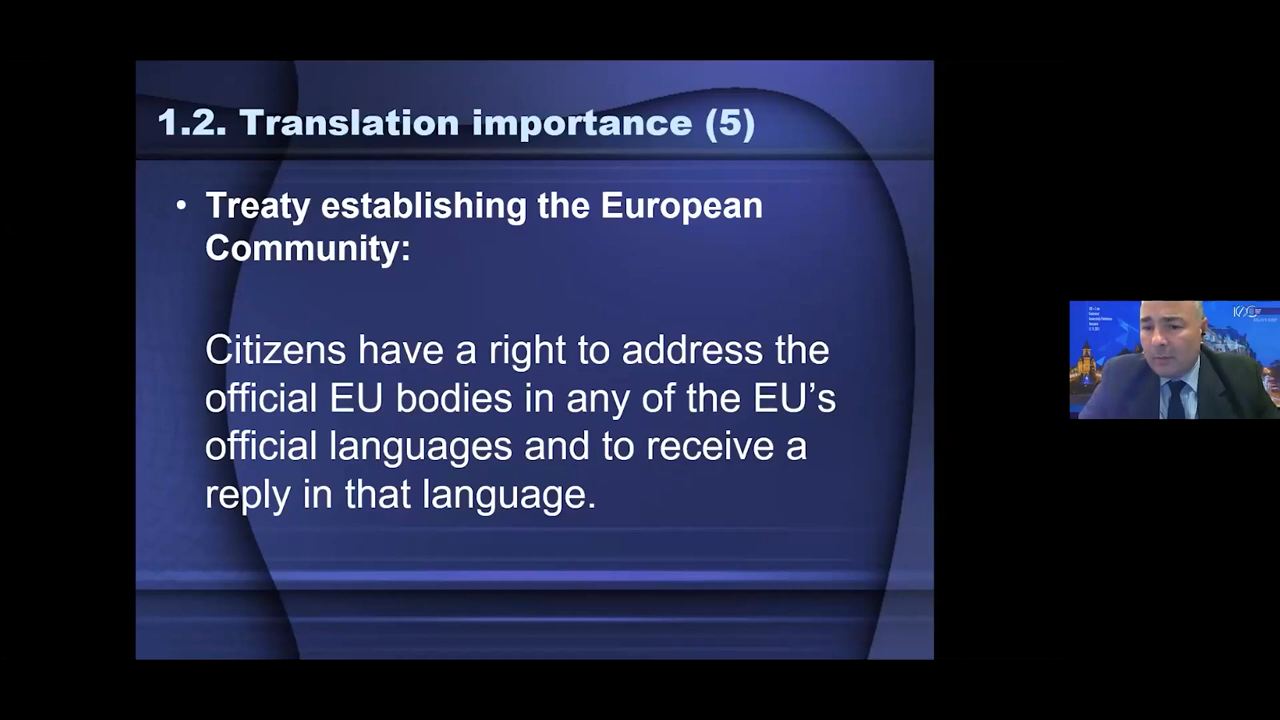 1.2. Translation importance (5)
• Treaty establishing the European
Community:
Citizens have a right to address the
official EU bodies in any of the EU’s
official languages and to receive a
reply in that language.